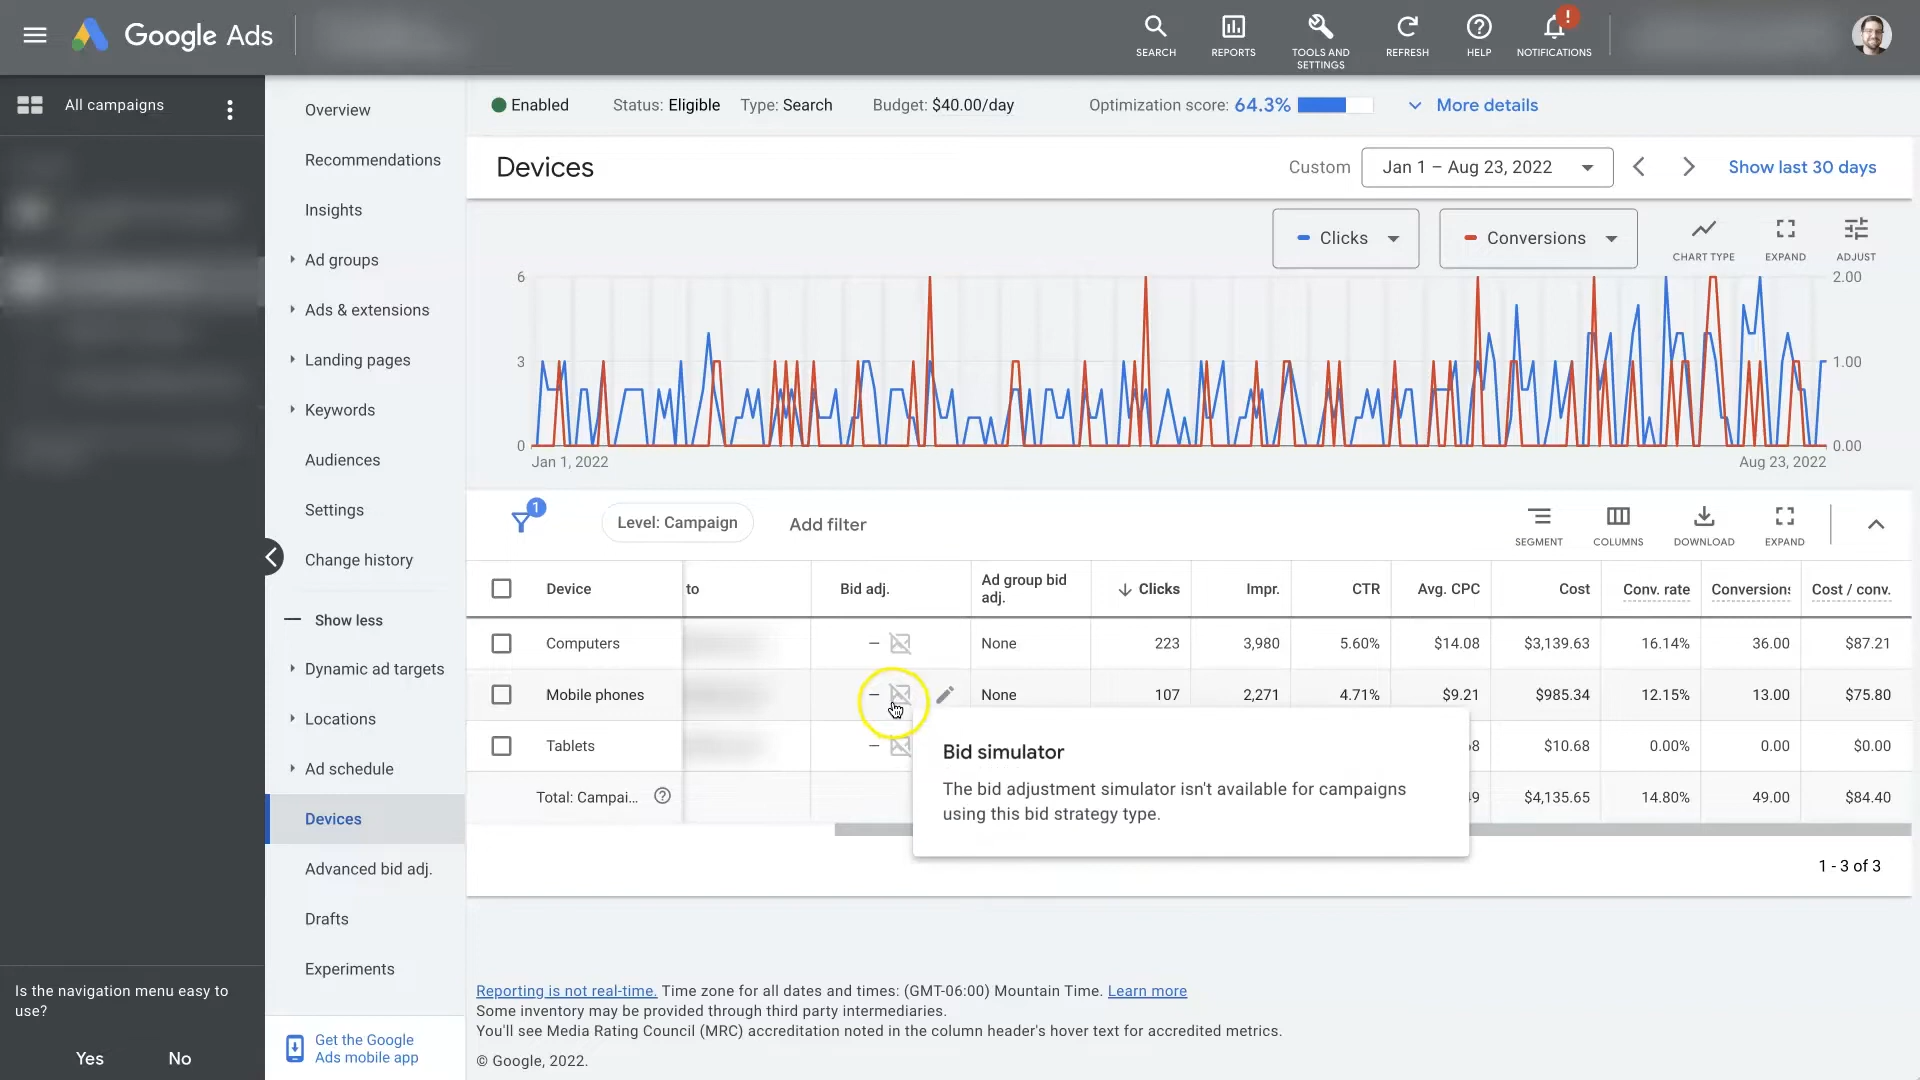 Google Ads
SEARCH
REPORTS
TOOLS AND
SETTINGS
REFRESH
HELP
!
NOTIFICATIONS
All campaigns
Is the navigation menu easy to
use?
Yes
No
Overview
Recommendations
Insights
Ad groups
Ads & extensions
Landing pages
Keywords
Audiences
Settings
Change history
Show less
Dynamic ad targets
Locations
Ad schedule
Devices
Advanced bid adj.
Drafts
Experiments
Get the Google
Ads mobile app
Enabled Status: Eligible Type: Search Budget: $40.00/day Optimization score: 64.3% More details
Devices
Custom Jan 1 – Aug 23, 2022 Show last 30 days
Clicks
Conversions
CHART TYPE
EXPAND
ADJUST
6 2.00
3 1.00
0 0.00
Jan 1, 2022 Aug 23, 2022
1
Level: Campaign
Add filter
SEGMENT
COLUMNS
DOWNLOAD
EXPAND
Device to Bid adj. Ad group bid adj. Clicks Impr. CTR Avg. CPC Cost Conv. rate Conversions Cost / conv.
Computers – None 223 3,980 5.60% $14.08 $3,139.63 16.14% 36.00 $87.21
Mobile phones – None 107 2,271 4.71% $9.21 $985.34 12.15% 13.00 $75.80
Tablets – 8 $10.68 0.00% 0.00 $0.00
Total: Campai... 49 $4,135.65 14.80% 49.00 $84.40
Bid simulator
The bid adjustment simulator isn't available for campaigns
using this bid strategy type.
1 - 3 of 3
Reporting is not real-time. Time zone for all dates and times: (GMT-06:00) Mountain Time. Learn more
Some inventory may be provided through third party intermediaries.
You'll see Media Rating Council (MRC) accreditation noted in the column header's hover text for accredited metrics.
© Google, 2022.